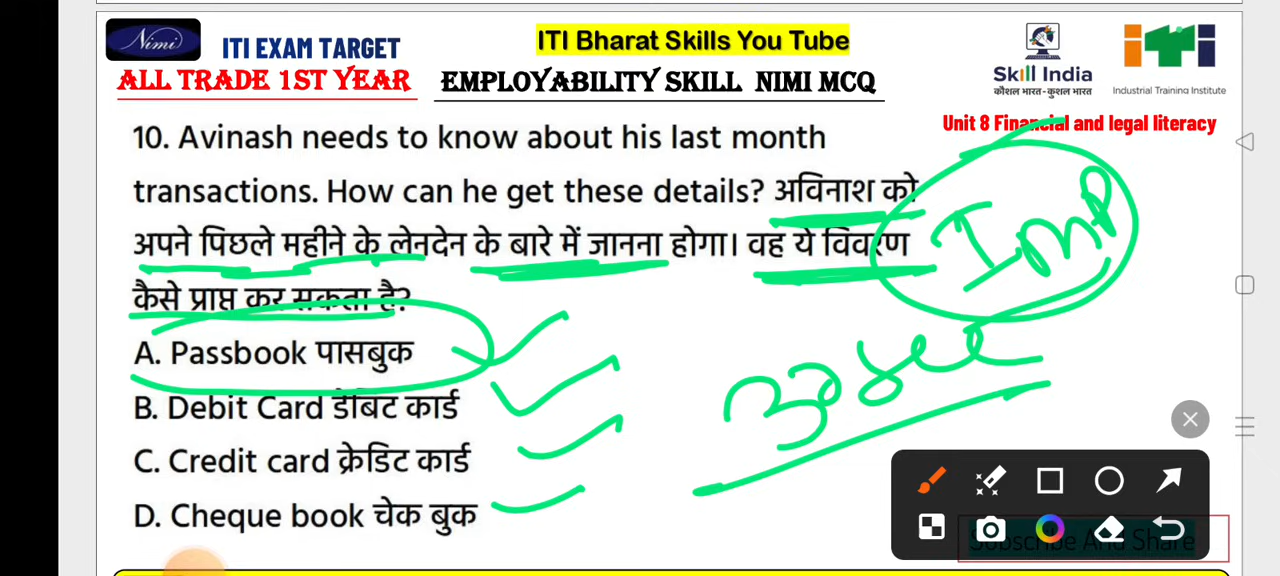 Nimi
ITI EXAM TARGET
ITI Bharat Skills You Tube
ALL TRADE 1ST YEAR
EMPLOYABILITY SKILL NIMI MCQ
Skill India
कौशल भारत-कुशल भारत
Industrial Training Institute
Unit 8 Financial and legal literacy
10. Avinash needs to know about his last month
transactions. How can he get these details? अविनाश को
अपने पिछले महीने के लेनदेन के बारे में जानना होगा। वह ये विवरण
कैसे प्राप्त कर सकता है?
IMP
A. Passbook पासबुक
30 sec
B. Debit Card डेबिट कार्ड
C. Credit card क्रेडिट कार्ड
D. Cheque book चेक बुक
Subscribe And Share